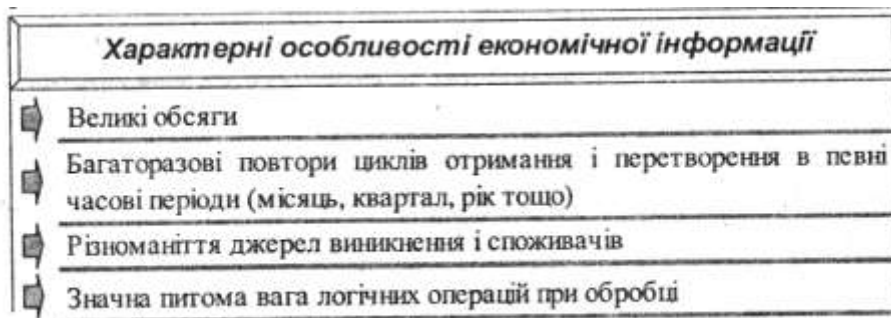 Характерні особливості економічної інформації
Великі обсяги
Багаторазові повтори циклів отримання і перетворення в певні
часові періоди (місяць, квартал, рік тощо)
Різноманіття джерел виникнення і споживачів
Значна питома вага логічних операцій при обробці